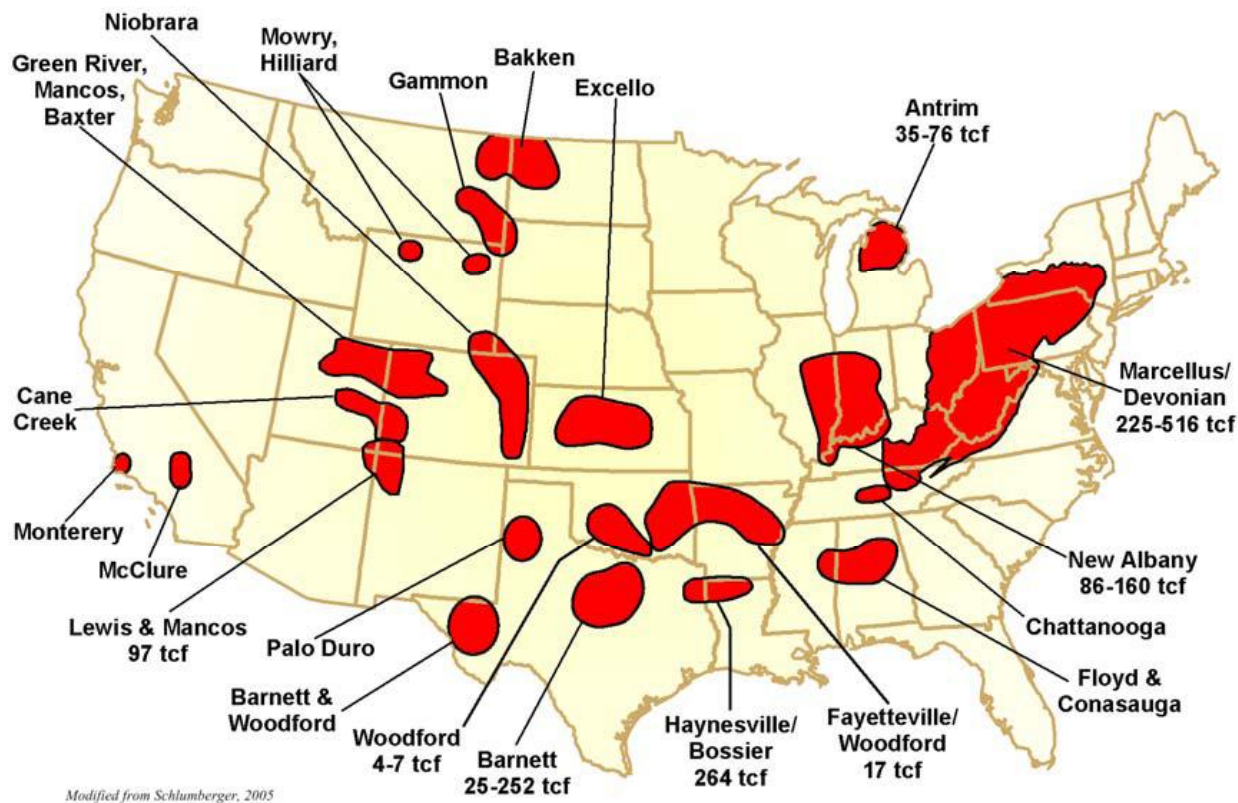 Niobrara
Mowry,
Hilliard
Bakken
Green River,
Mancos,
Baxter
Gammon
Excello
Antrim
35-76 tcf
Marcellus/
Devonian
225-516 tcf
Cane
Creek
Monterery
McClure
New Albany
86-160 tcf
Lewis & Mancos
97 tcf
Palo Duro
Chattanooga
Barnett &
Woodford
Floyd &
Conasauga
Woodford
4-7 tcf
Barnett
25-252 tcf
Haynesville/
Bossier
264 tcf
Fayetteville/
Woodford
17 tcf
Modified from Schlumberger, 2005